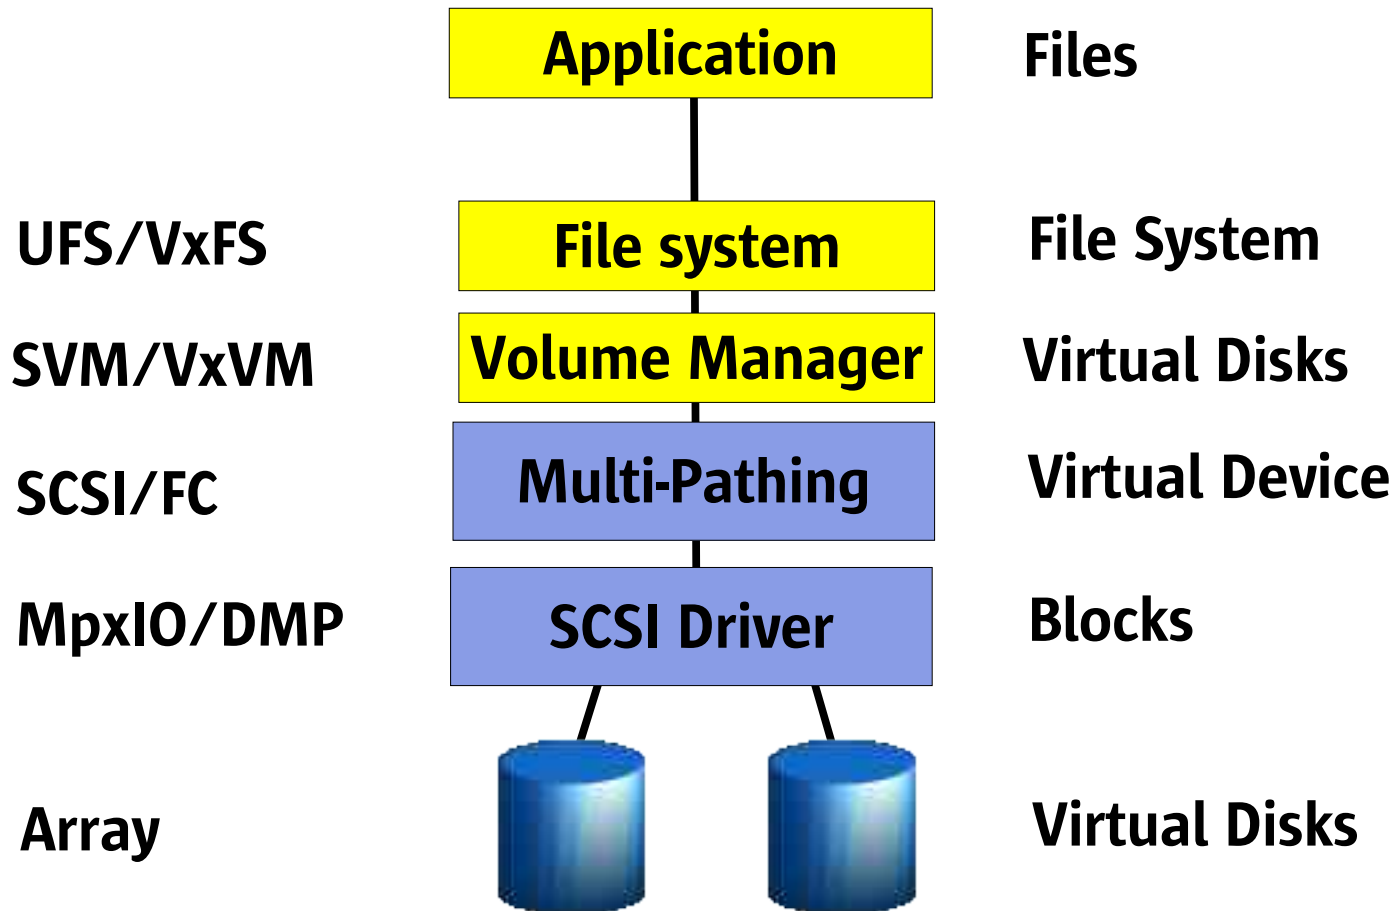 Application
Files
UFS/VxFS
File system
File System
SVM/VxVM
Volume Manager
Virtual Disks
SCSI/FC
Multi-Pathing
Virtual Device
MpxIO/DMP
SCSI Driver
Blocks
Array
Virtual Disks